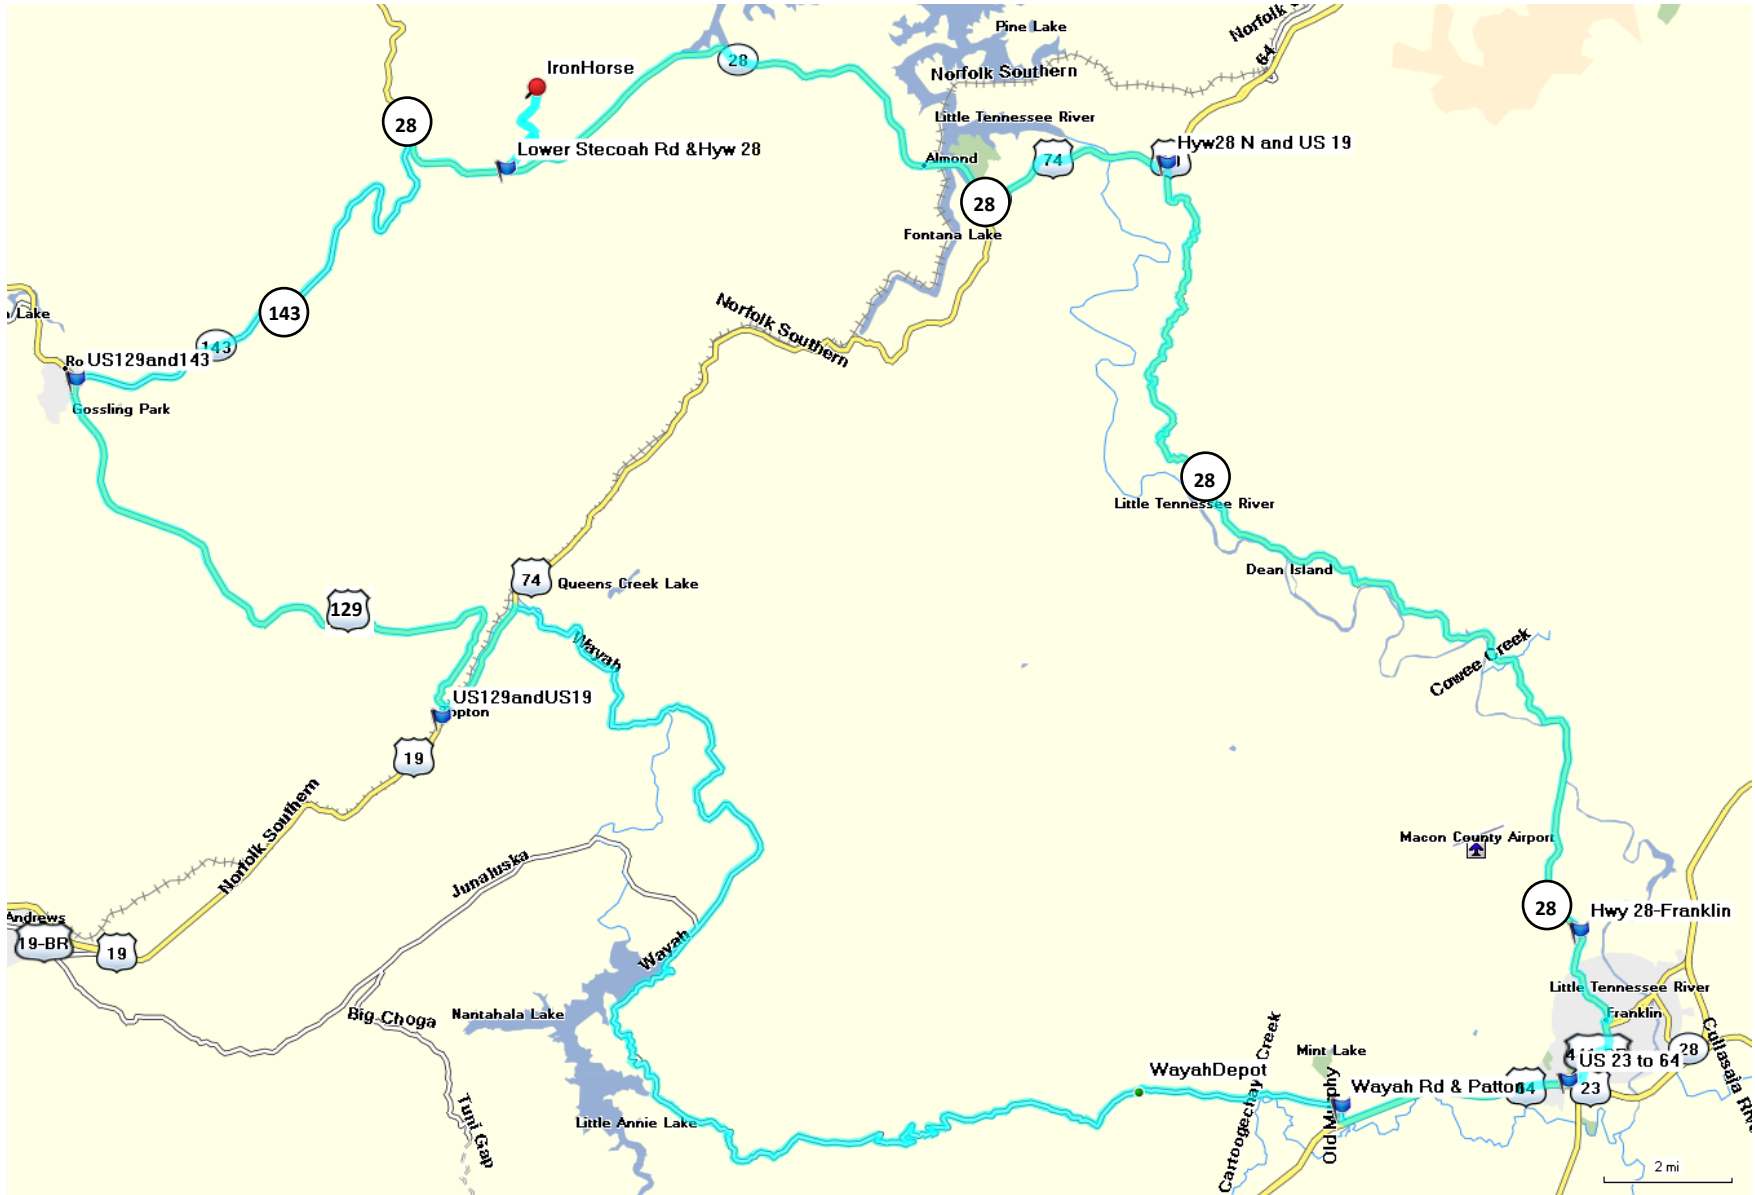 Pine Lake
Norfolk S
64
28
IronHorse
Norfolk Southern
28
Little Tennessee River
Lower Stecoah Rd &Hyw 28
Almond
74
Hyw28 N and US 19
28
Fontana Lake
143
Lake
Norfolk Southern
143
Ro
US129and143
Gossling Park
28
Little Tennessee River
Dean Island
74
Queens Creek Lake
129
Wayah
Cowee Creek
US129andUS19
opton
19
Norfolk Southern
Macon County Airport
Junaluska
28
Hwy 28-Franklin
Andrews
19-BR
19
Wayah
Little Tennessee River
Nantahala Lake
Big Choga
Franklin
Cullasaja Rive
Mint Lake
28
US 23 to 64
WayahDepot
Cartoogechay Creek
Old Murphy
Wayah Rd & Patton
64
23
Tuni Gap
Little Annie Lake
2 mi